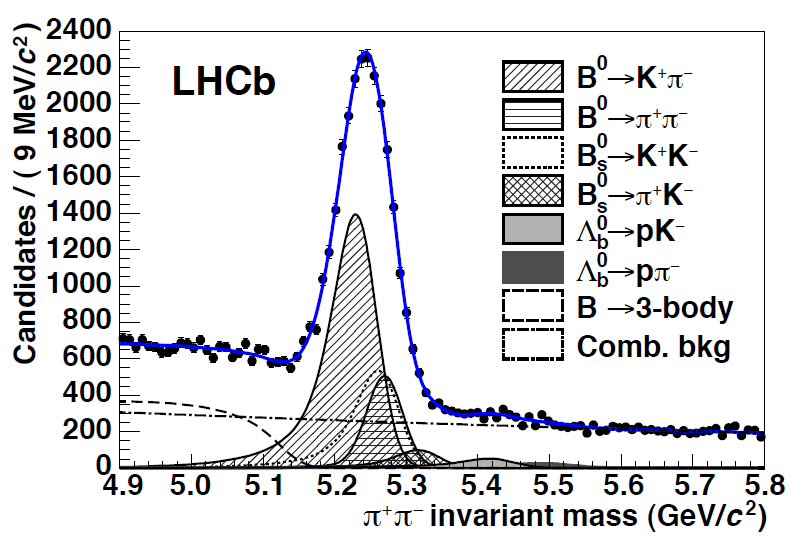 Candidates / ( 9 MeV/c²)
2400
2200
2000
1800
1600
1400
1200
1000
800
600
400
200
0
LHCb
B⁰→K⁺π⁻
B⁰→π⁺π⁻
B⁰ₛ→K⁺K⁻
B⁰ₛ→π⁺K⁻
Λ⁰b→pK⁻
Λ⁰b→pπ⁻
B →3-body
Comb. bkg
4.9 5.0 5.1 5.2 5.3 5.4 5.5 5.6 5.7 5.8
π⁺π⁻ invariant mass (GeV/c²)